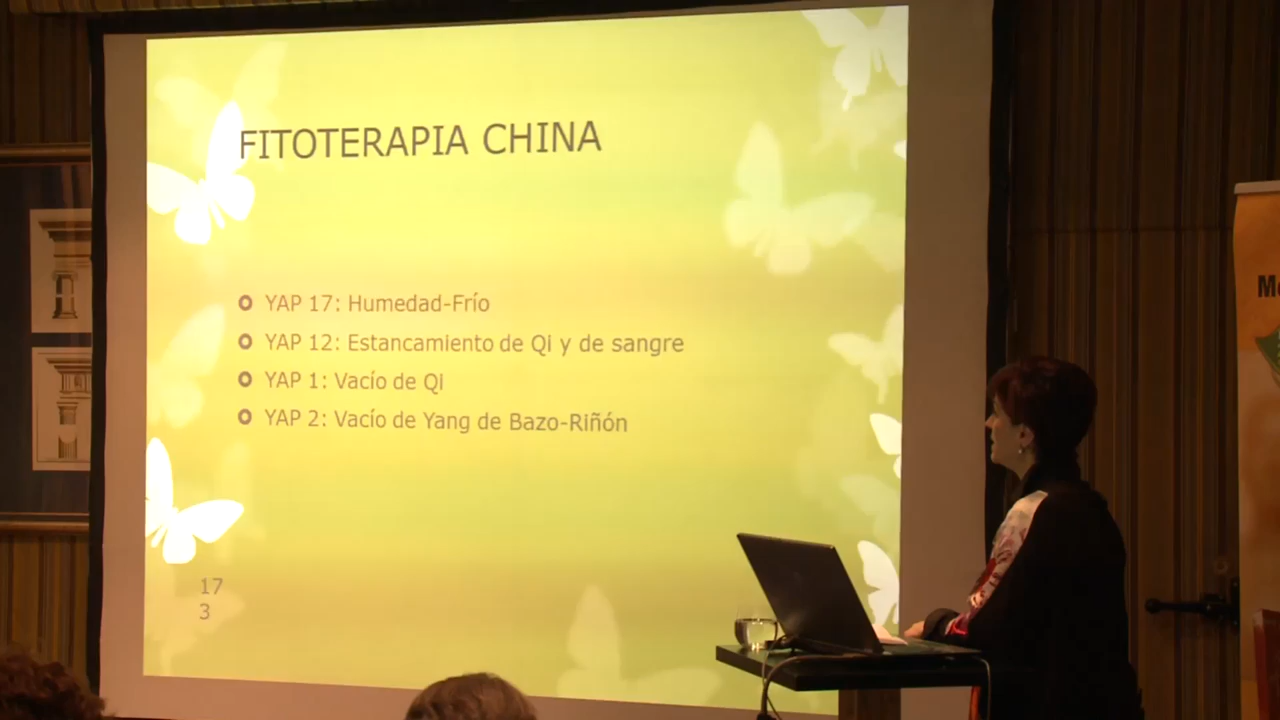 FITOTERAPIA CHINA
YAP 17: Humedad-Frío
YAP 12: Estancamiento de Qi y de sangre
YAP 1: Vacío de Qi
YAP 2: Vacío de Yang de Bazo-Riñón
17
3